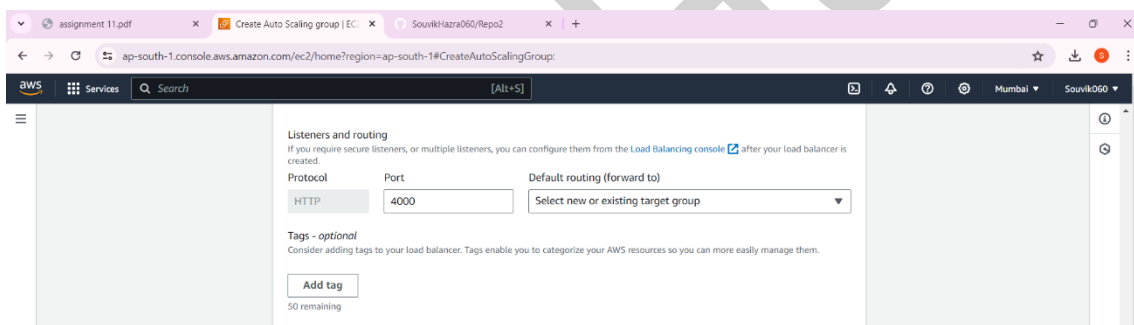 assignment 11.pdf
Create Auto Scaling group | EC2
SouvikHazra060/Repo2
ap-south-1.console.aws.amazon.com/ec2/home?region=ap-south-1#CreateAutoScalingGroup:
S
aws
Services
Search
[Alt+S]
Mumbai
Souvik060
Listeners and routing
If you require secure listeners, or multiple listeners, you can configure them from the Load Balancing console after your load balancer is
created.
Protocol Port Default routing (forward to)
HTTP 4000 Select new or existing target group
Tags - optional
Consider adding tags to your load balancer. Tags enable you to categorize your AWS resources so you can more easily manage them.
Add tag
50 remaining